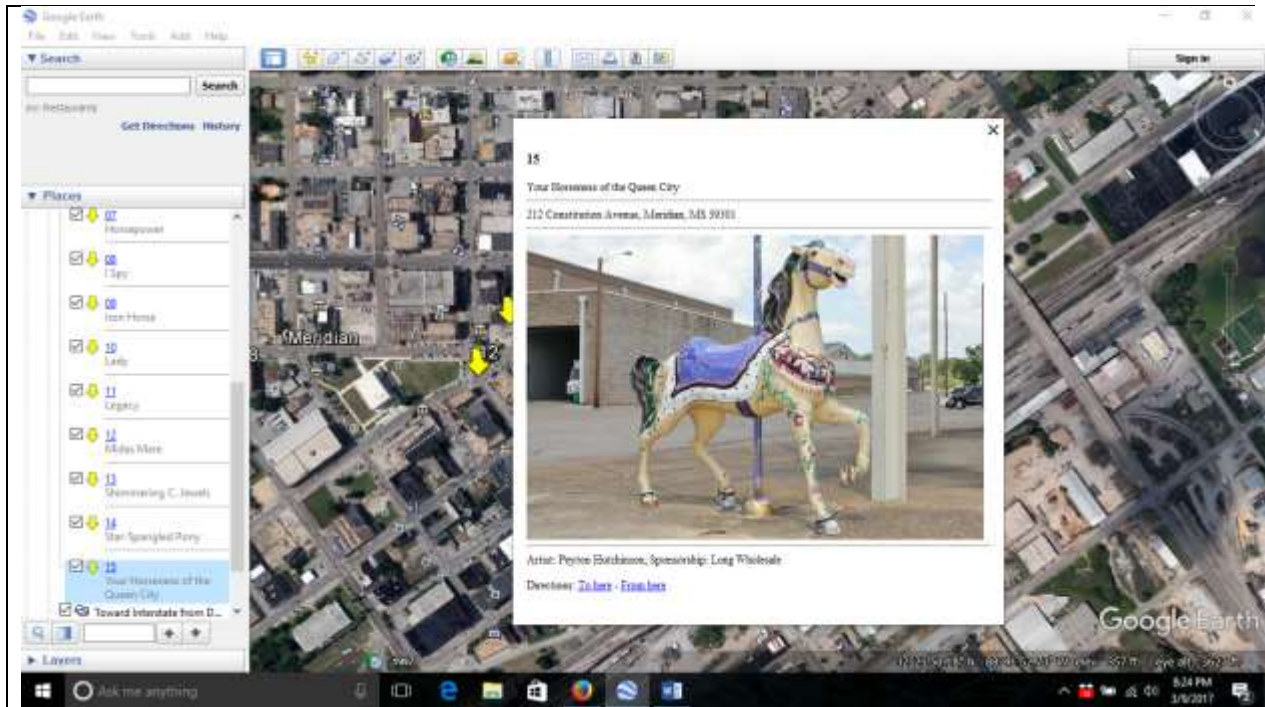 Google Earth
File Edit View Tools Add Help
▼ Search
Search
Get Directions History
▼ Places
07
Horsepower
08
I Spy
09
Iron Horse
10
Lady
11
Legacy
12
Midas Mare
13
Shimmering C. Jewels
14
Star Spangled Pony
15
Your Horseness of the
Queen City
Toward Interstate from D...
► Layers
Sign in
Meridian
12
15
Your Horseness of the Queen City
212 Constitution Avenue, Meridian, MS 39301
Artist: Peyton Hutchinson, Sponsorship: Long Wholesale
Directions: To here - From here
Google Earth
1997
Ask me anything
8:24 PM
3/9/2017